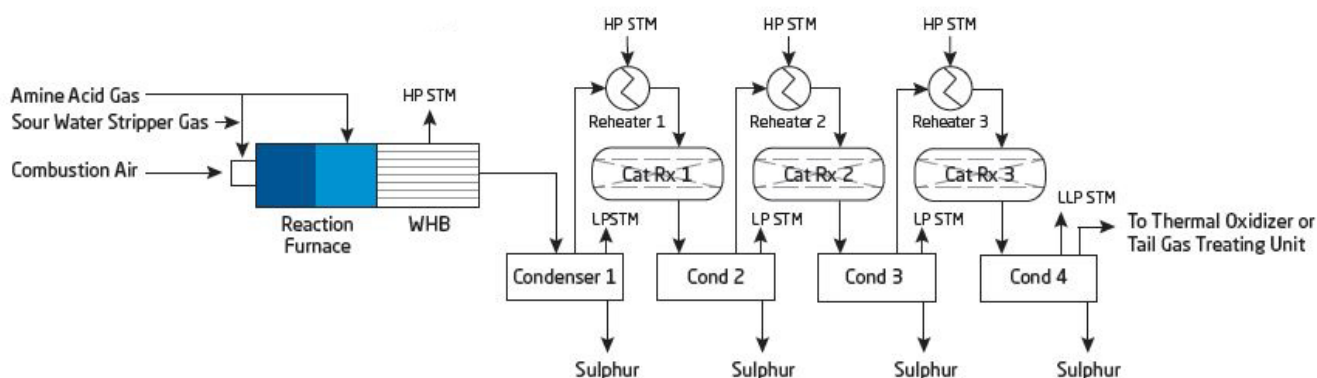 HP STM
HP STM
HP STM
Amine Acid Gas
Sour Water Stripper Gas
HP STM
Reheater 1
Reheater 2
Reheater 3
Combustion Air
Cat Rx 1
Cat Rx 2
Cat Rx 3
Reaction
Furnace
WHB
LPSTM
LP STM
LP STM
LLP STM
To Thermal Oxidizer or
Tail Gas Treating Unit
Condenser 1
Cond 2
Cond 3
Cond 4
Sulphur
Sulphur
Sulphur
Sulphur